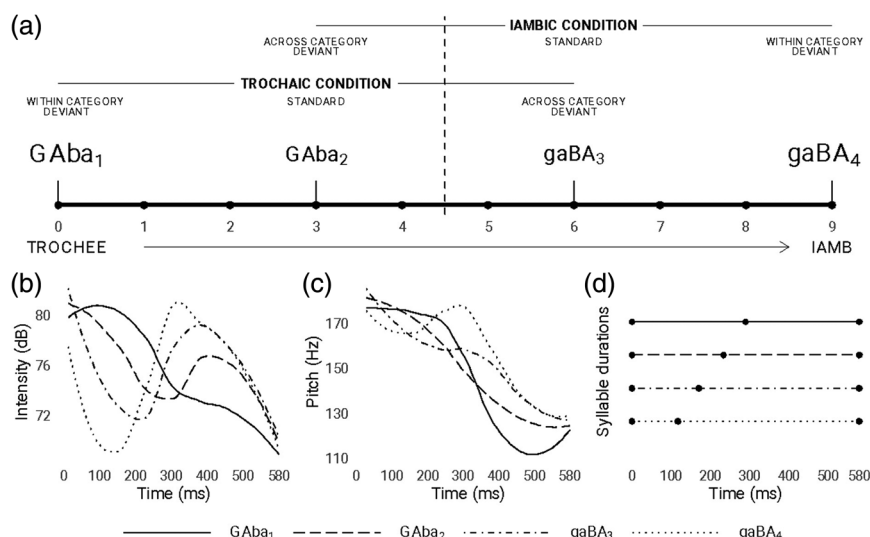 (a)
IAMBIC CONDITION
ACROSS CATEGORY DEVIANT
STANDARD
WITHIN CATEGORY DEVIANT
TROCHAIC CONDITION
WITHIN CATEGORY DEVIANT
STANDARD
ACROSS CATEGORY DEVIANT
GAba1 GAba2 gaBA3 gaBA4
0 1 2 3 4 5 6 7 8 9
TROCHEE IAMB
(b)
Intensity (dB)
80
76
72
0 100 200 300 400 580
Time (ms)
(c)
Pitch (Hz)
170
150
130
110
0 100 200 300 400 580
Time (ms)
(d)
Syllable durations
0 100 200 300 400 580
Time (ms)
GAba1 GAba2 gaBA3 gaBA4